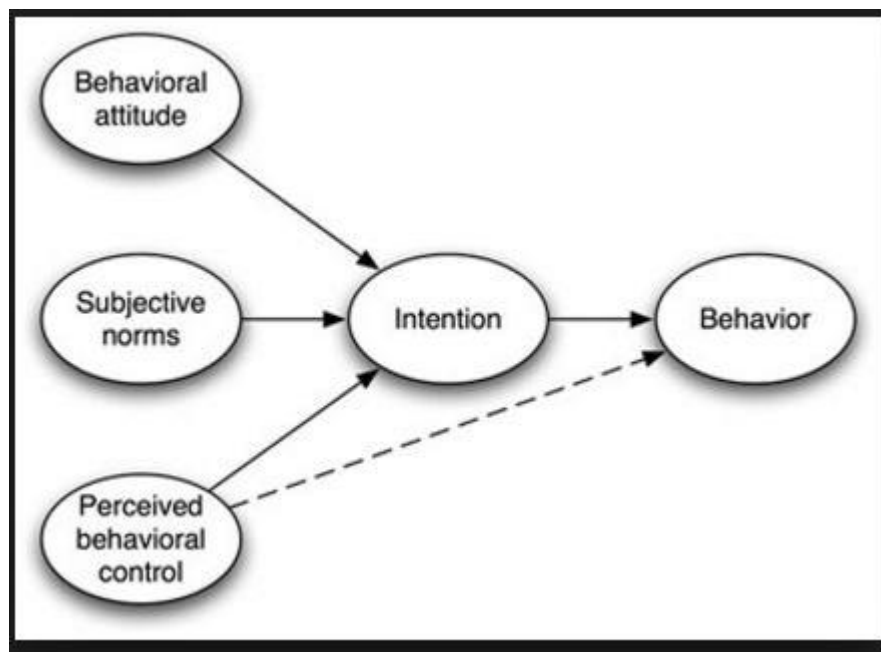 Behavioral
attitude
Subjective
norms
Intention
Behavior
Perceived
behavioral
control